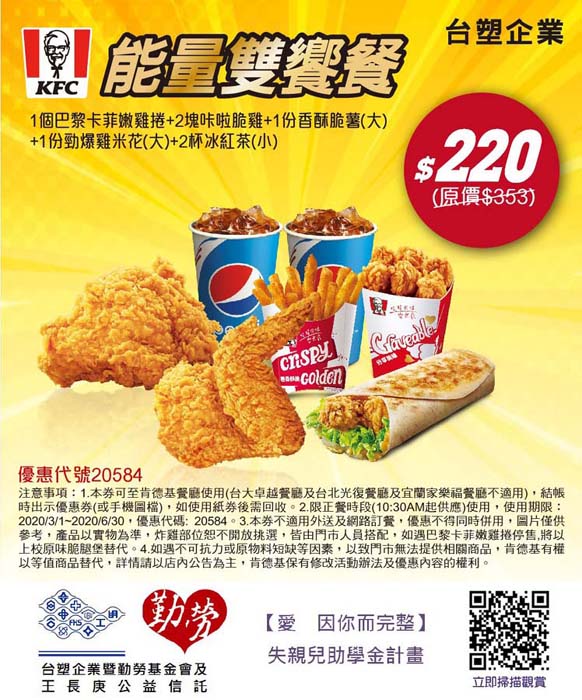 KFC
能量雙饗餐
台塑企業
1個巴黎卡菲嫩雞捲+2塊咔啦脆雞+1份香酥脆薯(大)
+1份勁爆雞米花(大)+2杯冰紅茶(小)
$220
(原價$353)
CRISPY
Golden
Craveable
優惠代號20584
注意事項：1.本券可至肯德基餐廳使用(台大卓越餐廳及台北光復餐廳及宜蘭家樂福餐廳不適用)，結帳
時出示優惠券(或手機圖檔)，如使用紙券後需回收。2.限正餐時段(10:30AM起供應)使用，使用期限：
2020/3/1~2020/6/30，優惠代碼: 20584。3.本券不適用外送及網路訂餐，優惠不得同時併用，圖片僅供
參考，產品以實物為準，炸雞部位恕不開放挑選，皆由門市人員搭配，如遇巴黎卡菲嫩雞捲停售,將以
上校原味脆腿堡替代。4.如遇不可抗力或原物料短缺等因素，以致門市無法提供相關商品，肯德基有權
以等值商品替代，詳情請以店內公告為主，肯德基保有修改活動辦法及優惠內容的權利。
勤勞
【愛 因你而完整】
失親兒助學金計畫
台塑企業暨勤勞基金會及
王長庚公益信託
立即掃描觀賞